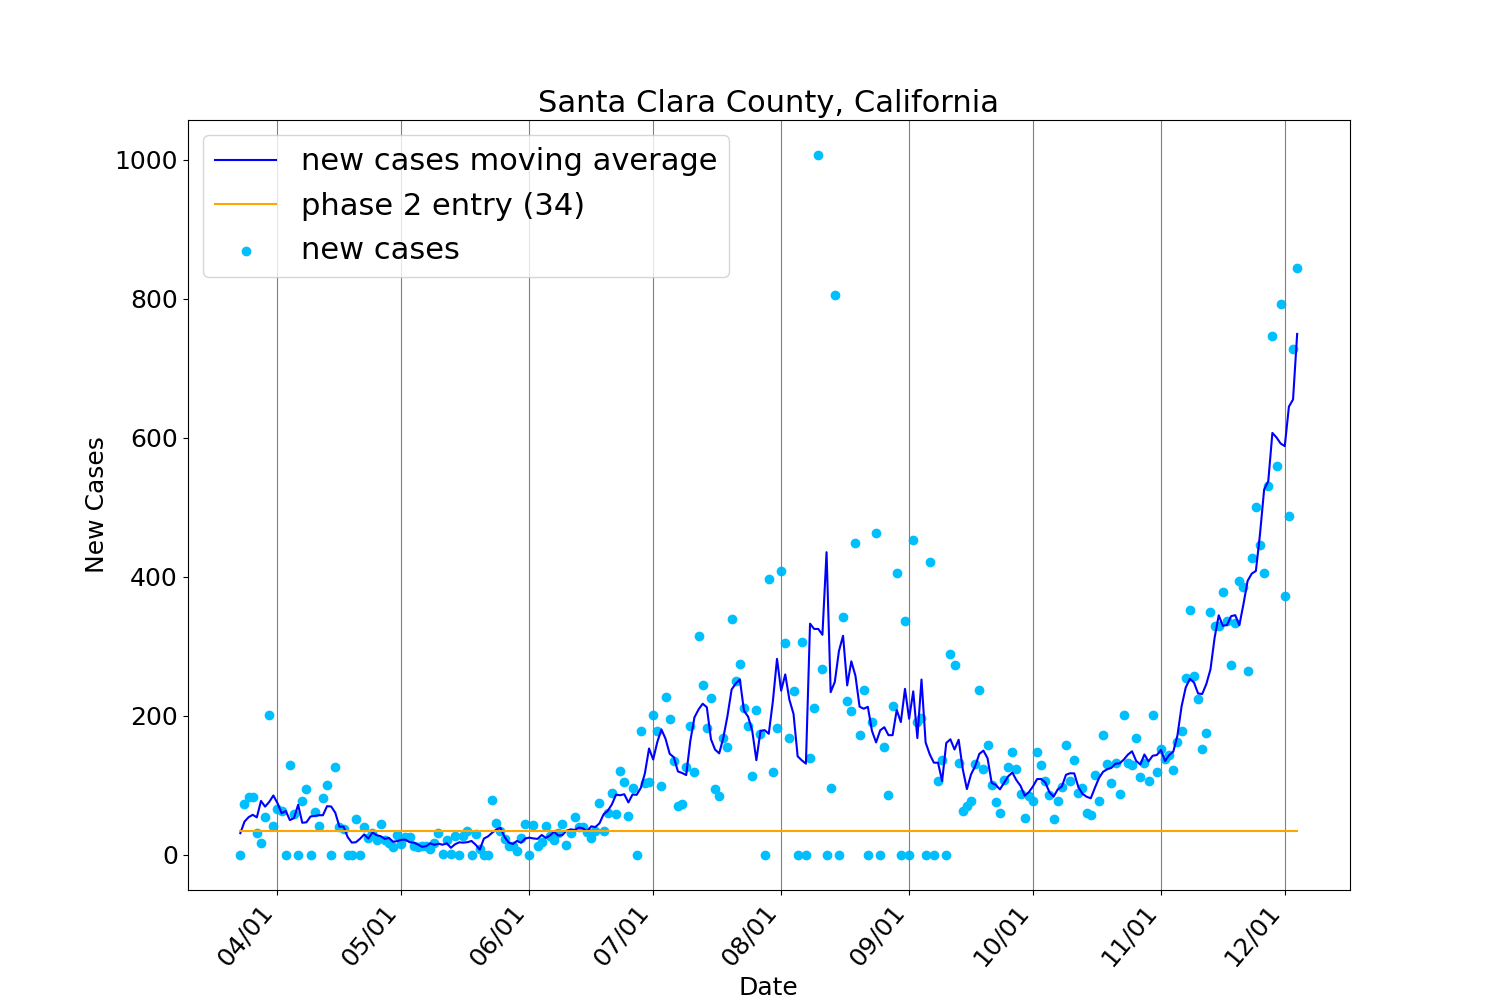 Santa Clara County, California
new cases moving average
phase 2 entry (34)
new cases
New Cases
1000
800
600
400
200
0
04/01
05/01
06/01
07/01
08/01
09/01
10/01
11/01
12/01
Date